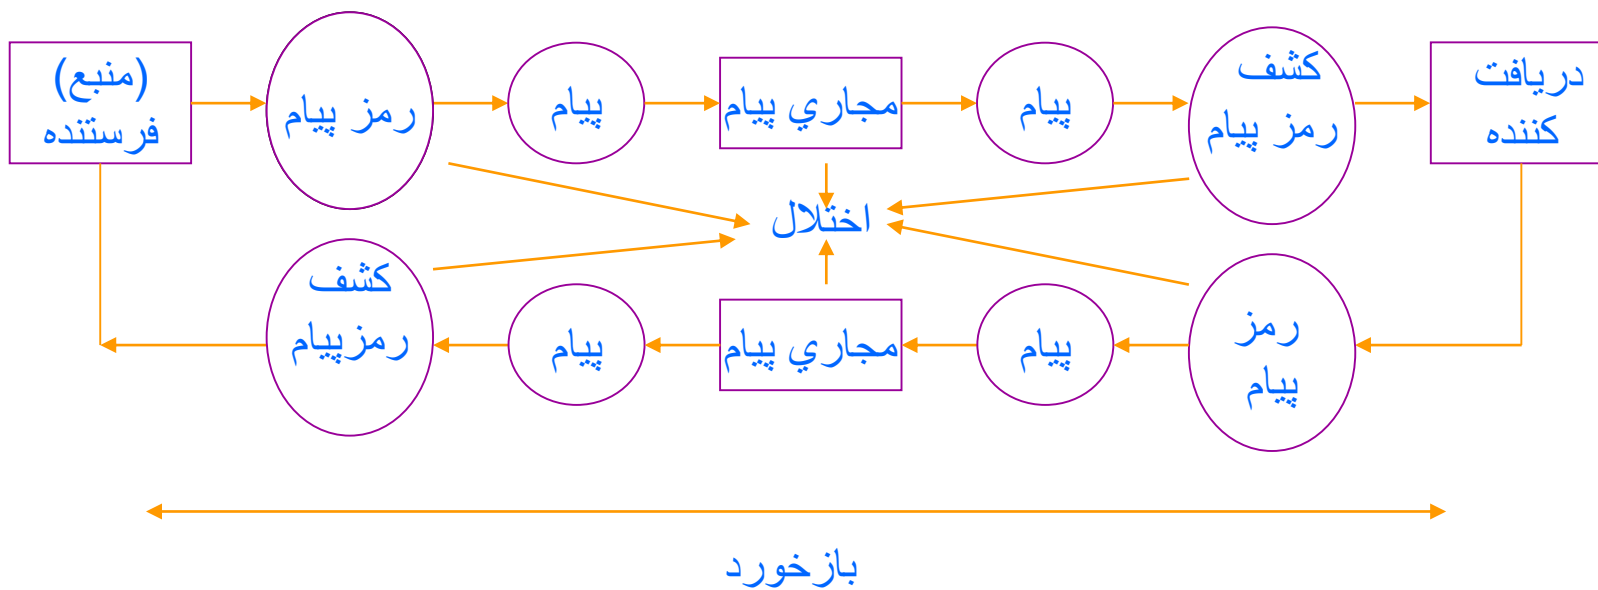 (منبع)
فرستنده
رمز پيام
پيام
مجاري پيام
پيام
كشف
رمز پيام
دريافت
كننده
اختلال
كشف
رمزپيام
پيام
مجاري پيام
پيام
رمز
پيام
بازخورد